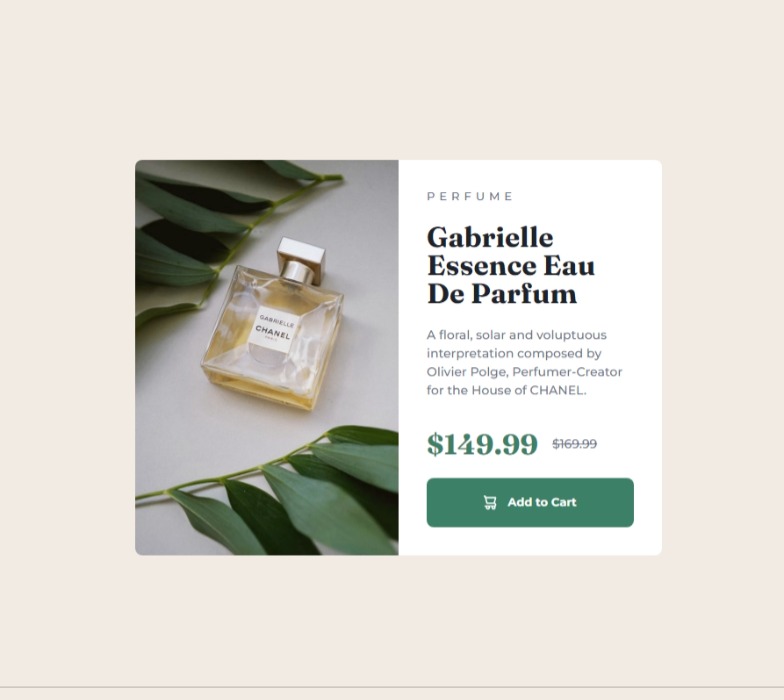 GABRIELLE
CHANEL
PARIS
PERFUME
Gabrielle
Essence Eau
De Parfum
A floral, solar and voluptuous
interpretation composed by
Olivier Polge, Perfumer-Creator
for the House of CHANEL.
$149.99 $169.99
Add to Cart